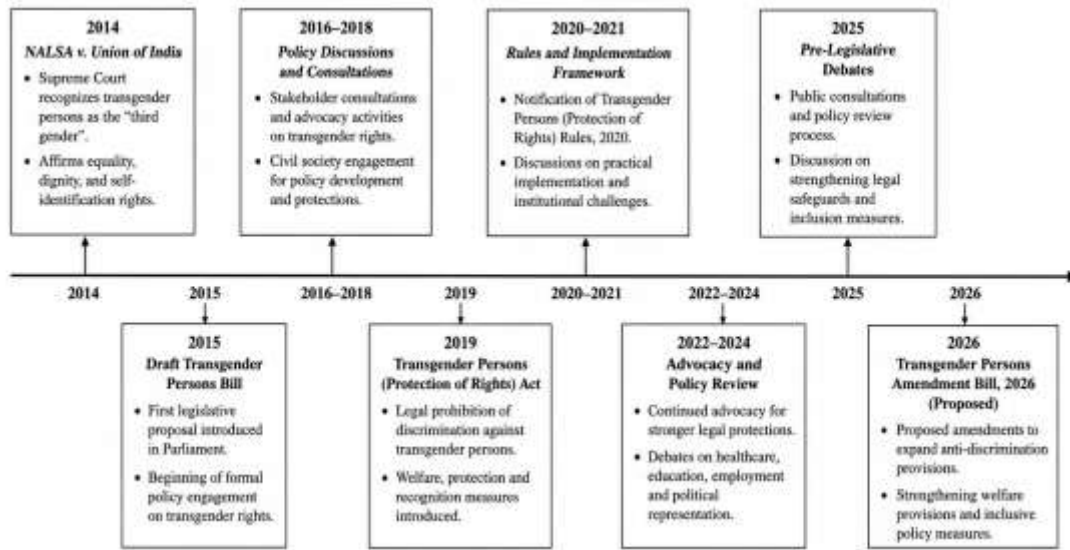 2014
NALSA v. Union of India
• Supreme Court
recognizes transgender
persons as the "third
gender".
• Affirms equality,
dignity, and self-
identification rights.
2016–2018
Policy Discussions
and Consultations
• Stakeholder consultations
and advocacy activities
on transgender rights.
• Civil society engagement
for policy development
and protections.
2020–2021
Rules and Implementation
Framework
• Notification of Transgender
Persons (Protection of
Rights) Rules, 2020.
• Discussions on practical
implementation and
institutional challenges.
2025
Pre-Legislative
Debates
• Public consultations
and policy review
process.
• Discussion on
strengthening legal
safeguards and
inclusion measures.
2014 2015 2016–2018 2019 2020–2021 2022–2024 2025 2026
2015
Draft Transgender
Persons Bill
• First legislative
proposal introduced
in Parliament.
• Beginning of formal
policy engagement
on transgender rights.
2019
Transgender Persons
(Protection of Rights) Act
• Legal prohibition of
discrimination against
transgender persons.
• Welfare, protection and
recognition measures
introduced.
2022–2024
Advocacy and
Policy Review
• Continued advocacy for
stronger legal protections.
• Debates on healthcare,
education, employment
and political
representation.
2026
Transgender Persons
Amendment Bill, 2026
(Proposed)
• Proposed amendments to
expand anti-discrimination
provisions.
• Strengthening welfare
provisions and inclusive
policy measures.